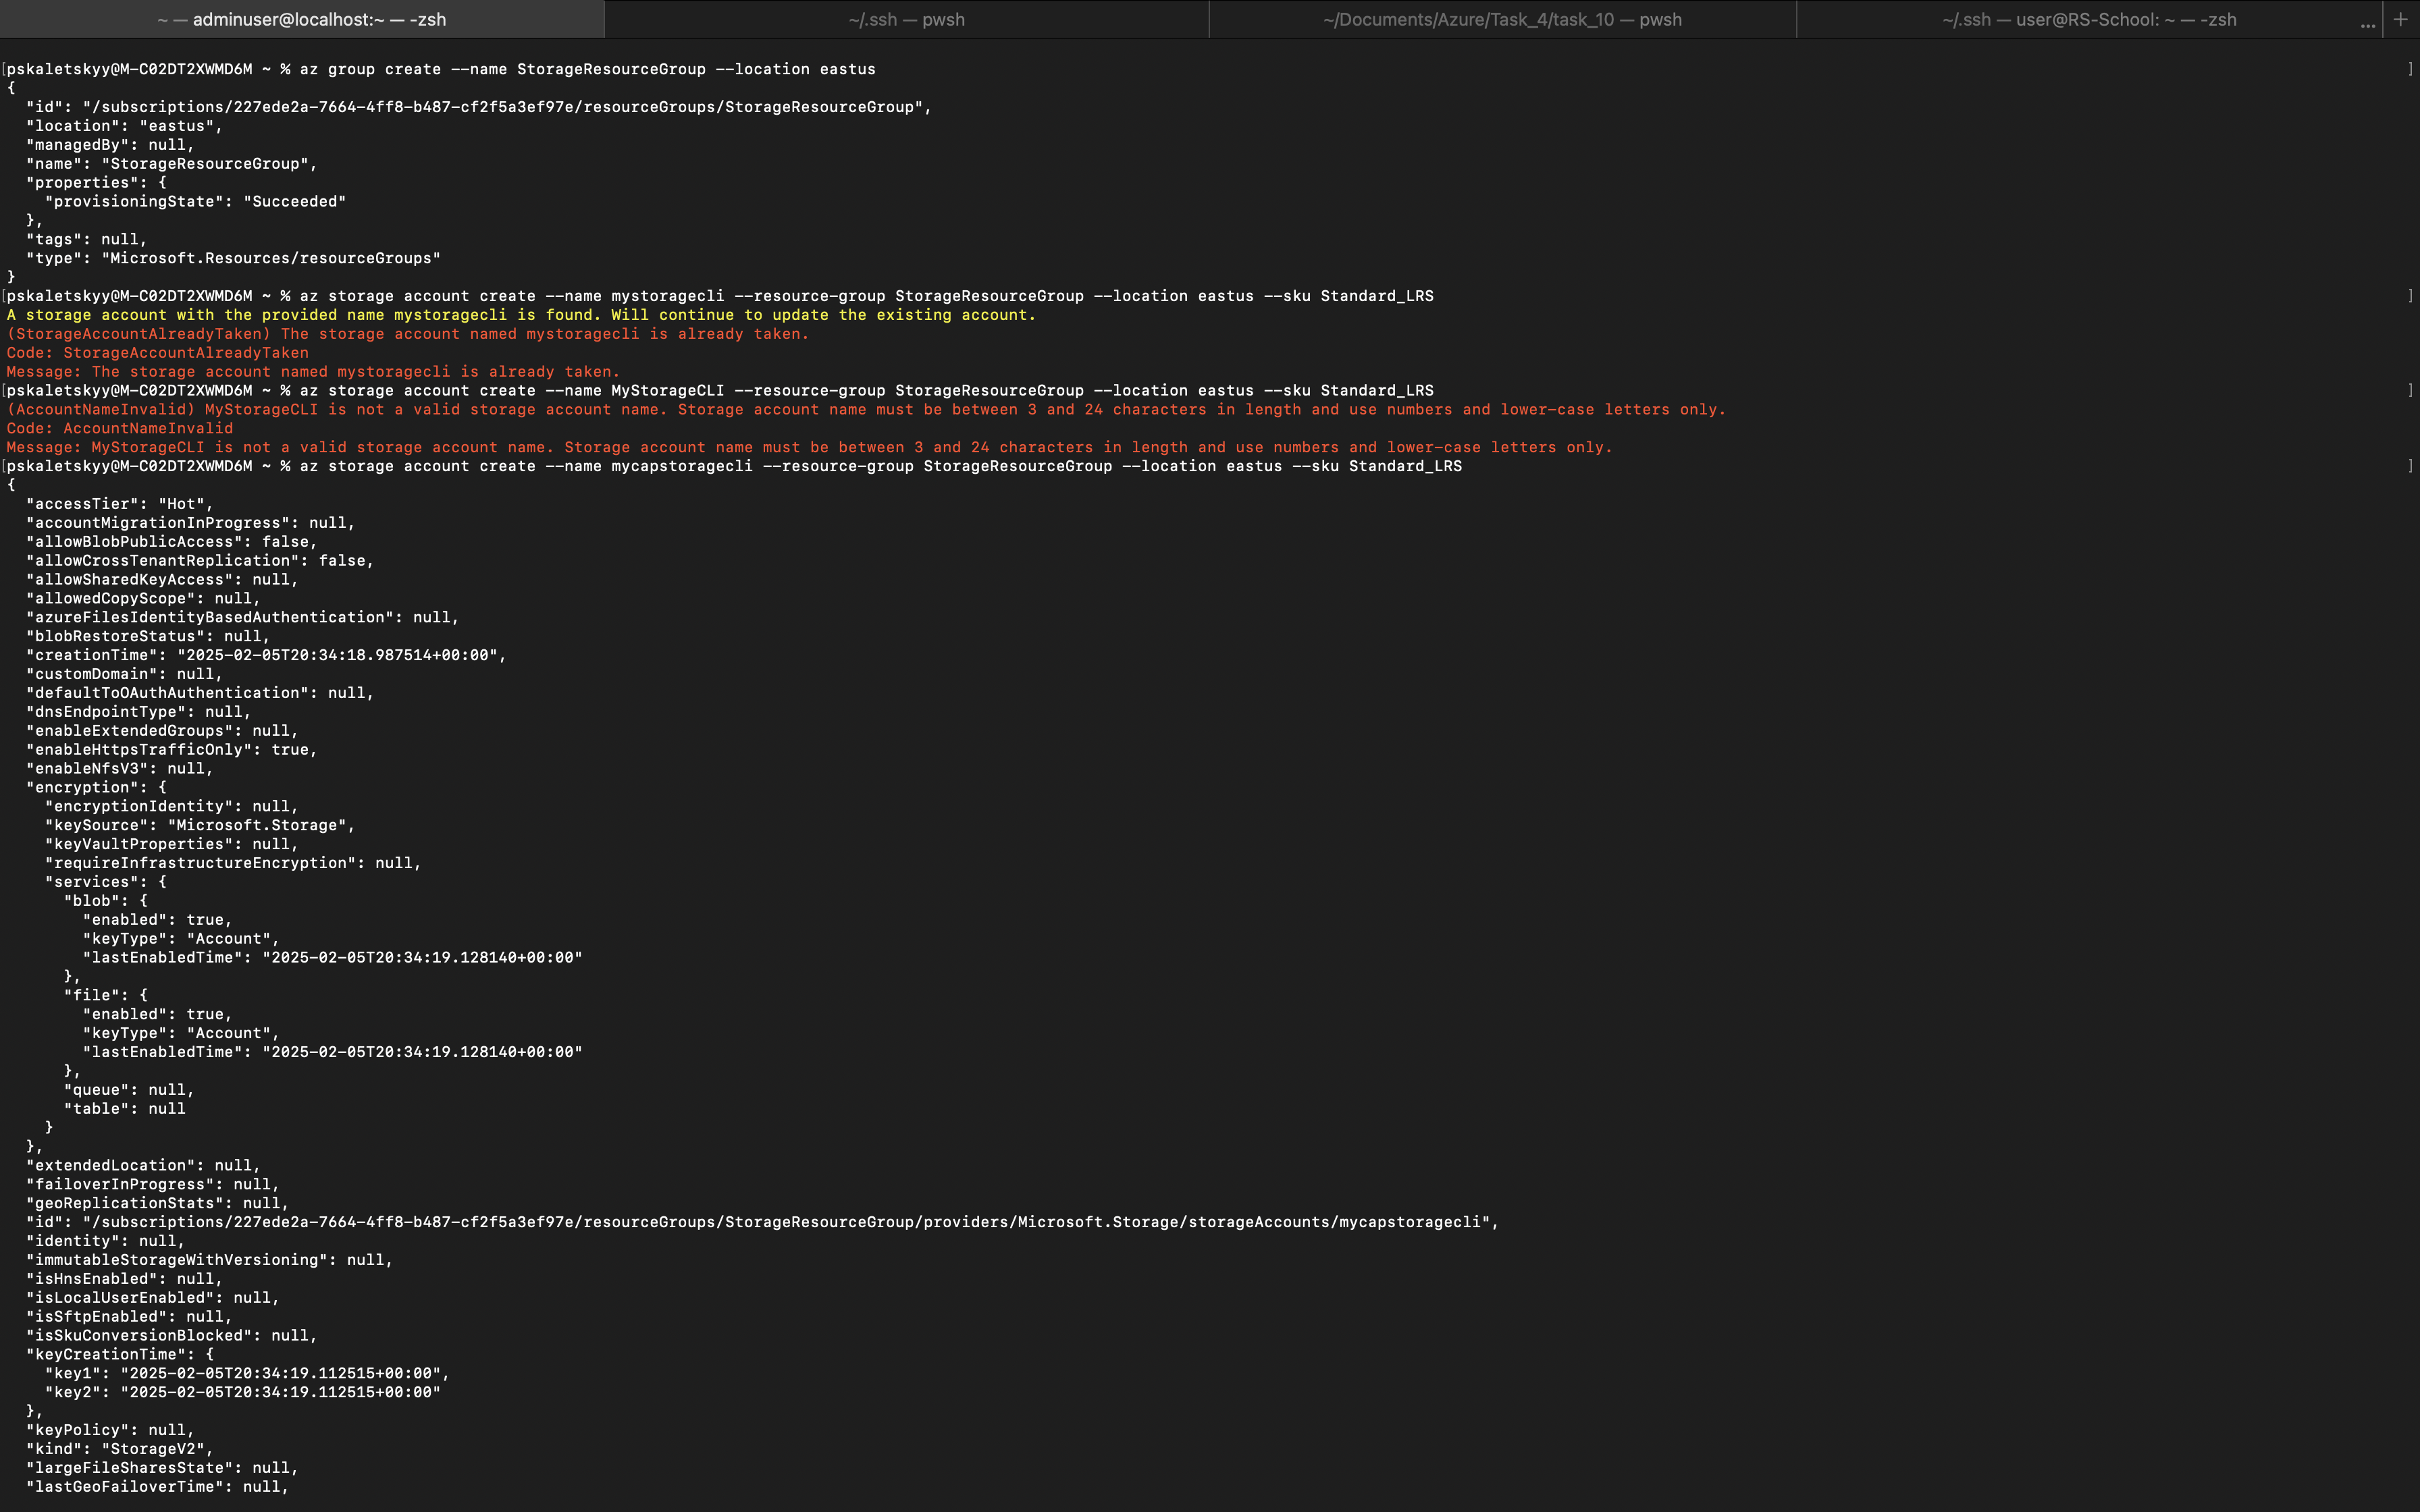 ~ — adminuser@localhost:~ — -zsh
~/.ssh — pwsh
~/Documents/Azure/Task_4/task_10 — pwsh
~/.ssh — user@RS-School: ~ — -zsh
... +
[pskaletskyy@M-C02DT2XWMD6M ~ % az group create --name StorageResourceGroup --location eastus ]
{
  "id": "/subscriptions/227ede2a-7664-4ff8-b487-cf2f5a3ef97e/resourceGroups/StorageResourceGroup",
  "location": "eastus",
  "managedBy": null,
  "name": "StorageResourceGroup",
  "properties": {
    "provisioningState": "Succeeded"
  },
  "tags": null,
  "type": "Microsoft.Resources/resourceGroups"
}
[pskaletskyy@M-C02DT2XWMD6M ~ % az storage account create --name mystoragecli --resource-group StorageResourceGroup --location eastus --sku Standard_LRS ]
A storage account with the provided name mystoragecli is found. Will continue to update the existing account.
(StorageAccountAlreadyTaken) The storage account named mystoragecli is already taken.
Code: StorageAccountAlreadyTaken
Message: The storage account named mystoragecli is already taken.
[pskaletskyy@M-C02DT2XWMD6M ~ % az storage account create --name MyStorageCLI --resource-group StorageResourceGroup --location eastus --sku Standard_LRS ]
(AccountNameInvalid) MyStorageCLI is not a valid storage account name. Storage account name must be between 3 and 24 characters in length and use numbers and lower-case letters only.
Code: AccountNameInvalid
Message: MyStorageCLI is not a valid storage account name. Storage account name must be between 3 and 24 characters in length and use numbers and lower-case letters only.
[pskaletskyy@M-C02DT2XWMD6M ~ % az storage account create --name mycapstoragecli --resource-group StorageResourceGroup --location eastus --sku Standard_LRS ]
{
  "accessTier": "Hot",
  "accountMigrationInProgress": null,
  "allowBlobPublicAccess": false,
  "allowCrossTenantReplication": false,
  "allowSharedKeyAccess": null,
  "allowedCopyScope": null,
  "azureFilesIdentityBasedAuthentication": null,
  "blobRestoreStatus": null,
  "creationTime": "2025-02-05T20:34:18.987514+00:00",
  "customDomain": null,
  "defaultToOAuthAuthentication": null,
  "dnsEndpointType": null,
  "enableExtendedGroups": null,
  "enableHttpsTrafficOnly": true,
  "enableNfsV3": null,
  "encryption": {
    "encryptionIdentity": null,
    "keySource": "Microsoft.Storage",
    "keyVaultProperties": null,
    "requireInfrastructureEncryption": null,
    "services": {
      "blob": {
        "enabled": true,
        "keyType": "Account",
        "lastEnabledTime": "2025-02-05T20:34:19.128140+00:00"
      },
      "file": {
        "enabled": true,
        "keyType": "Account",
        "lastEnabledTime": "2025-02-05T20:34:19.128140+00:00"
      },
      "queue": null,
      "table": null
    }
  },
  "extendedLocation": null,
  "failoverInProgress": null,
  "geoReplicationStats": null,
  "id": "/subscriptions/227ede2a-7664-4ff8-b487-cf2f5a3ef97e/resourceGroups/StorageResourceGroup/providers/Microsoft.Storage/storageAccounts/mycapstoragecli",
  "identity": null,
  "immutableStorageWithVersioning": null,
  "isHnsEnabled": null,
  "isLocalUserEnabled": null,
  "isSftpEnabled": null,
  "isSkuConversionBlocked": null,
  "keyCreationTime": {
    "key1": "2025-02-05T20:34:19.112515+00:00",
    "key2": "2025-02-05T20:34:19.112515+00:00"
  },
  "keyPolicy": null,
  "kind": "StorageV2",
  "largeFileSharesState": null,
  "lastGeoFailoverTime": null,